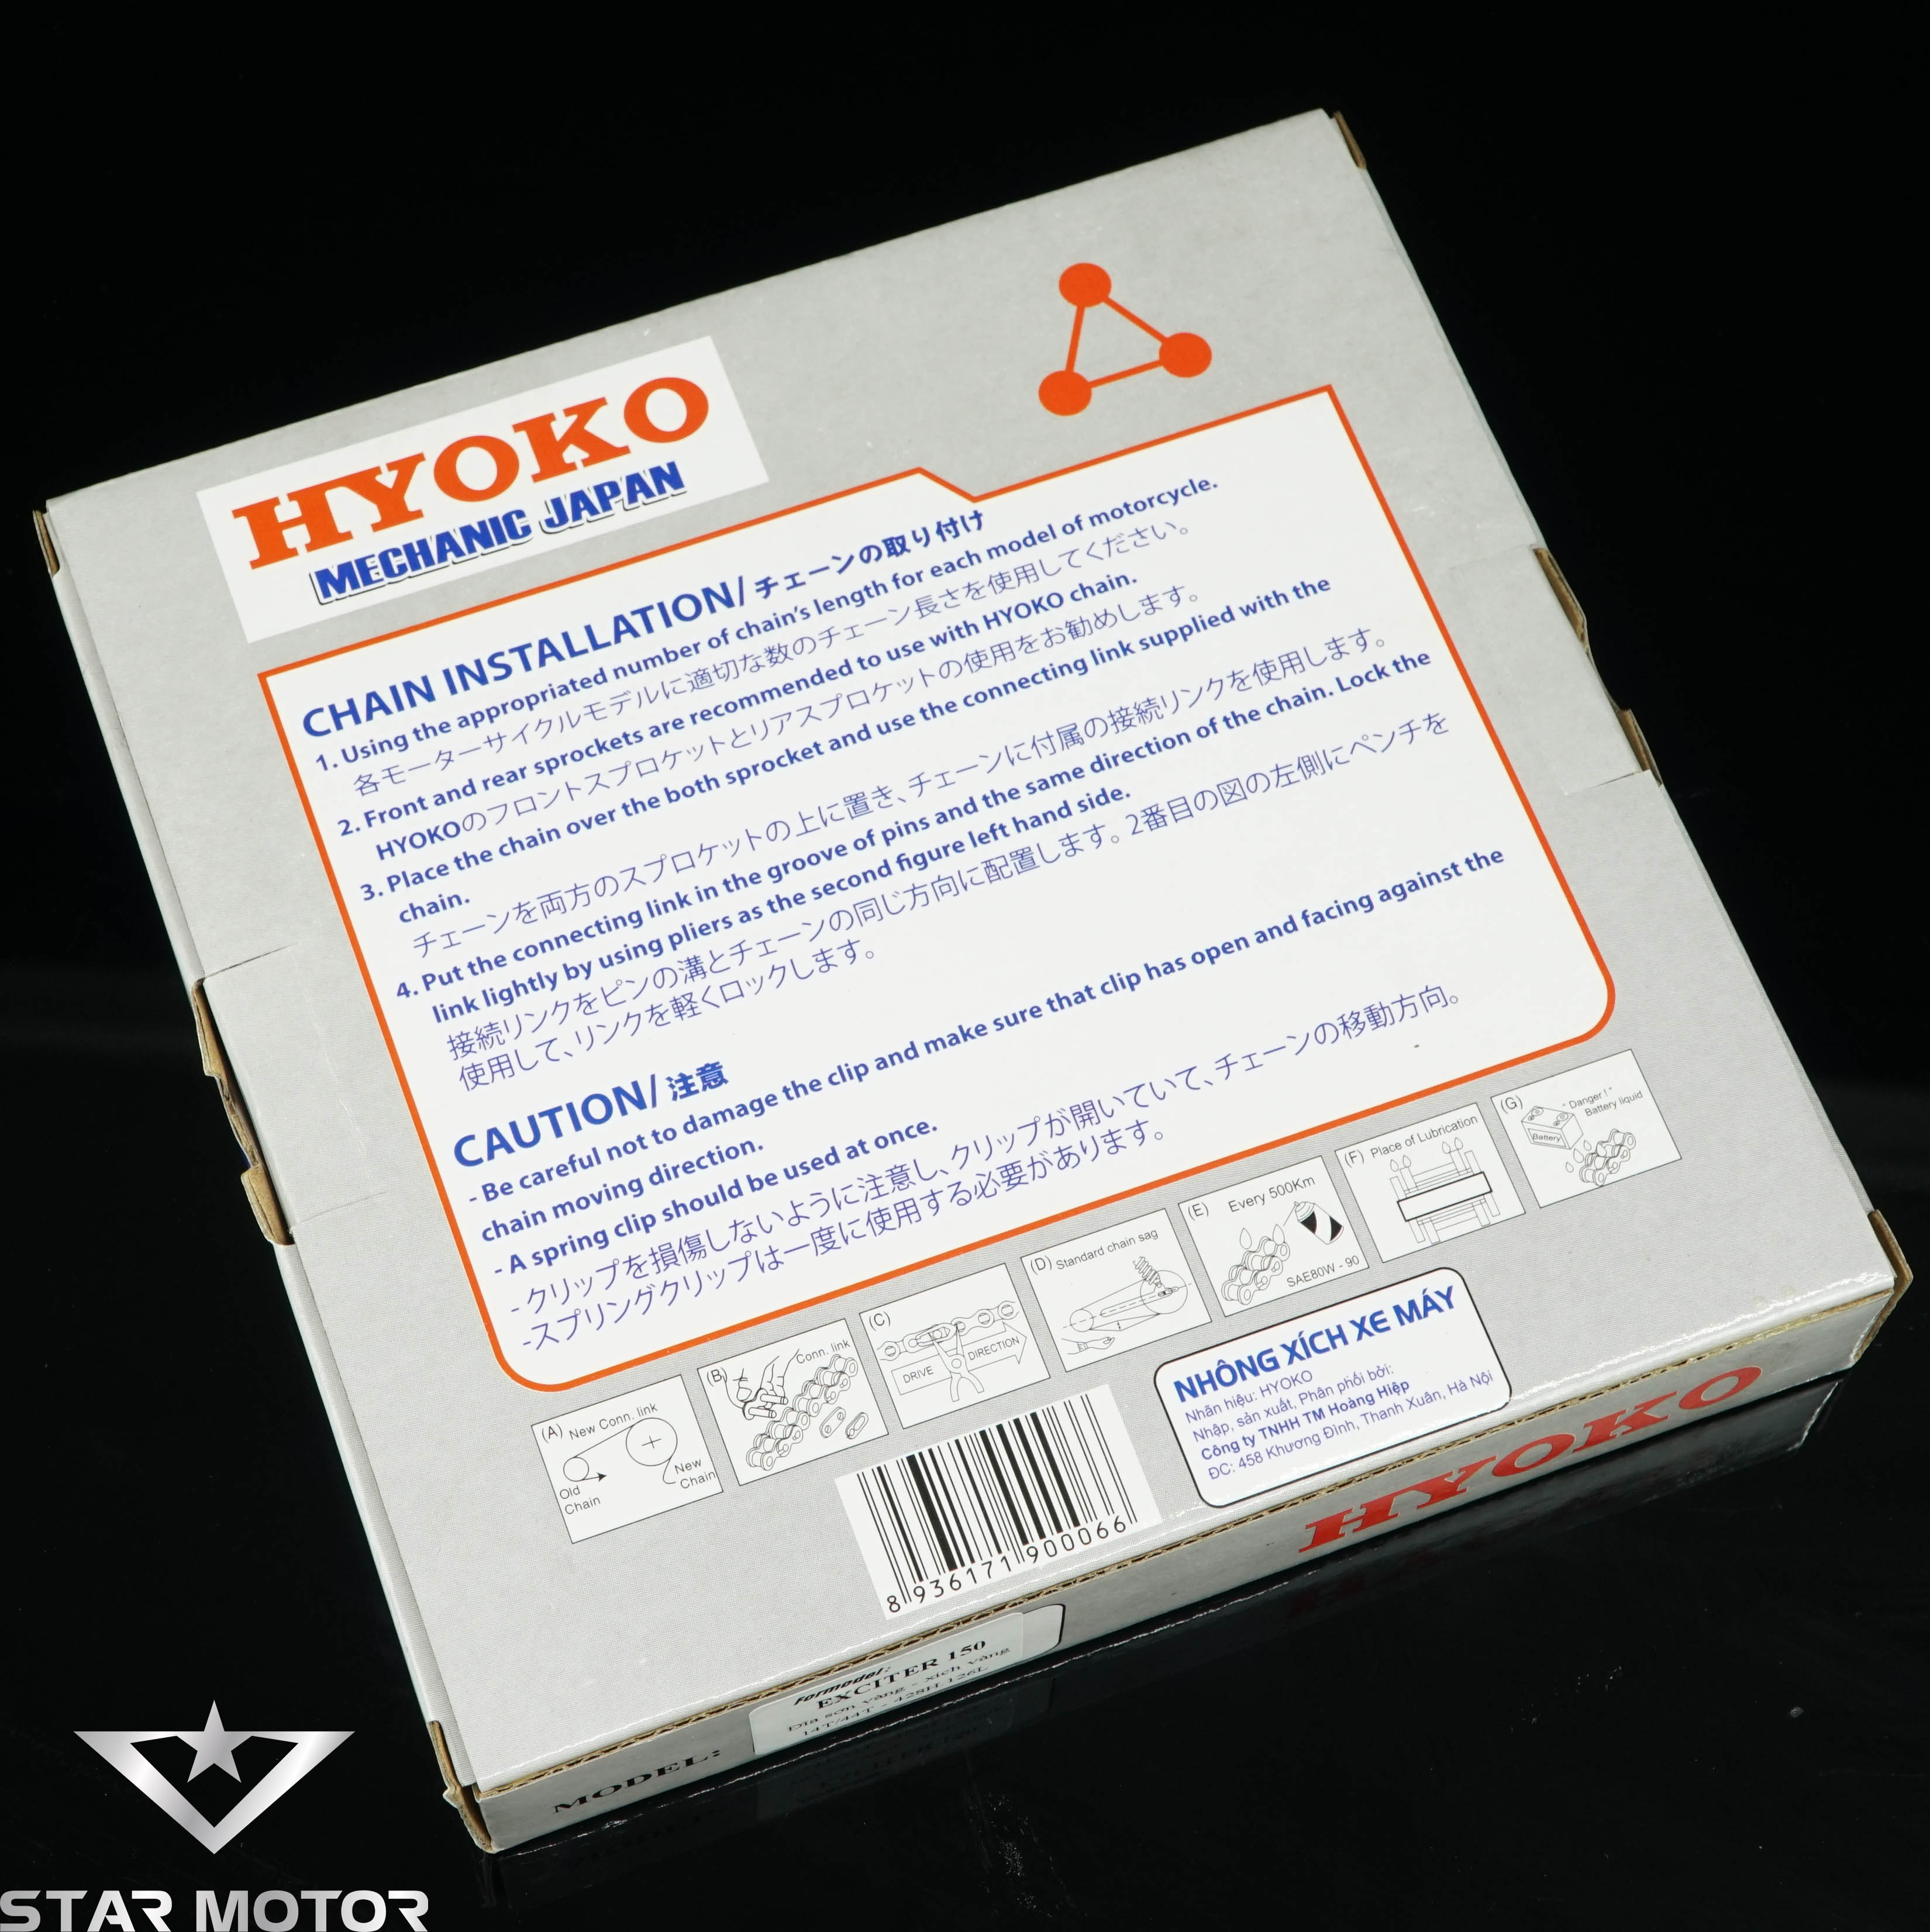 HYOKO
MECHANIC JAPAN
CHAIN INSTALLATION/チェーンの取り付け
1. Using the appropriated number of chain's length for each model of motorcycle.
各モーターサイクルモデルに適切な数のチェーン長さを使用してください。
2. Front and rear sprockets are recommended to use with HYOKO chain.
HYOKOのフロントスプロケットとリアスプロケットの使用をお勧めします。
3. Place the chain over the both sprocket and use the connecting link supplied with the
chain.
チェーンを両方のスプロケットの上に置き、チェーンに付属の接続リンクを使用します。
4. Put the connecting link in the groove of pins and the same direction of the chain. Lock the
link lightly by using pliers as the second figure left hand side.
接続リンクをピンの溝とチェーンの同じ方向に配置します。2番目の図の左側にペンチを
使用して、リンクを軽くロックします。
CAUTION/注意
- Be careful not to damage the clip and make sure that clip has open and facing against the
chain moving direction.
- A spring clip should be used at once.
- クリップを損傷しないように注意し、クリップが開いていて、チェーンの移動方向。
-スプリングクリップは一度に使用する必要があります。
(A) New Conn. link
Old
Chain
New
Chain
(B) Conn. link
(C)
DRIVE DIRECTION
(D) Standard chain sag
(E) Every 500Km
SAE80W - 90
(F) Place of Lubrication
(G) "Danger!"
Battery liquid
Battery
NHÔNG XÍCH XE MÁY
Nhãn hiệu: HYOKO
Nhập, sản xuất, Phân phối bởi:
Công ty TNHH TM Hoàng Hiệp
ĐC: 458 Khương Đình, Thanh Xuân, Hà Nội
8 936171 900066
HYOKO
MODEL:
Formodel:
EXCITER 150
Đĩa sơn vàng - xích vàng
14T/44T - 428H 126L
STAR MOTOR